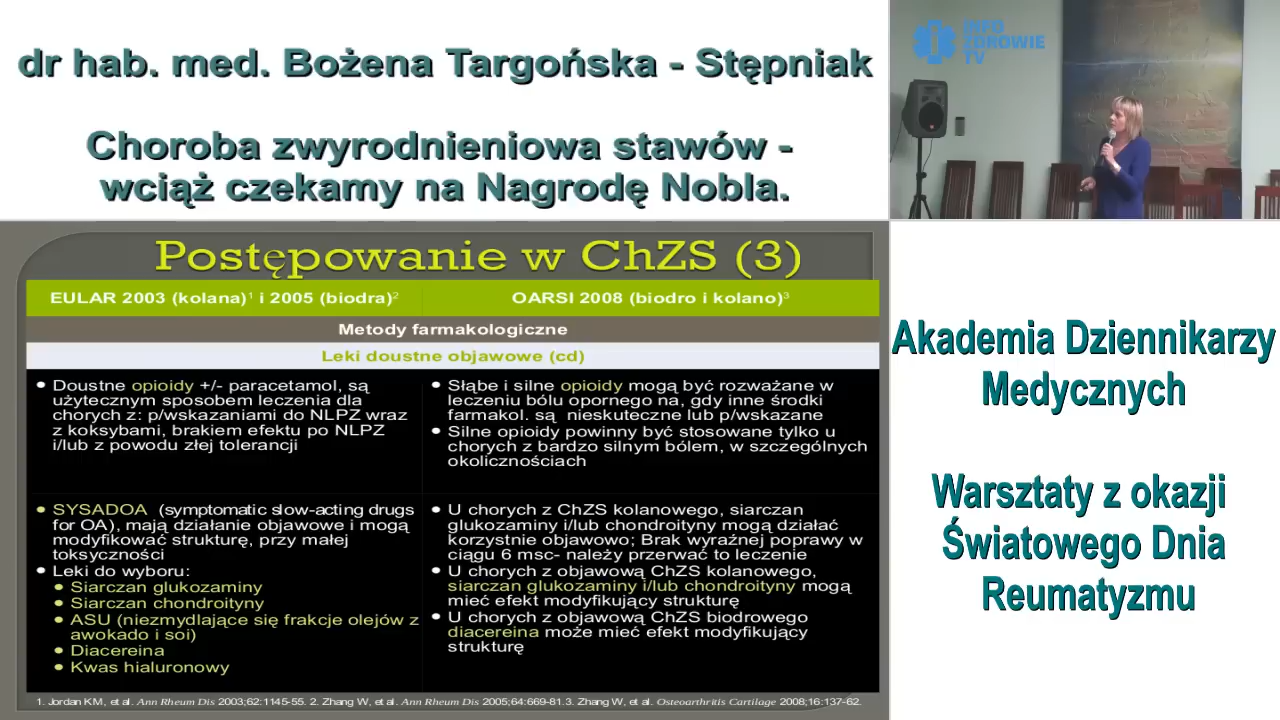 dr hab. med. Bożena Targońska - Stępniak
Choroba zwyrodnieniowa stawów -
wciąż czekamy na Nagrodę Nobla.
INFO
ZDROWIE
TV
Postępowanie w ChZS (3)
EULAR 2003 (kolana)¹ i 2005 (biodra)²
OARSI 2008 (biodro i kolano)³
Metody farmakologiczne
Leki doustne objawowe (cd)
• Doustne opioidy +/- paracetamol, są
użytecznym sposobem leczenia dla
chorych z: p/wskazaniami do NLPZ wraz
z koksybami, brakiem efektu po NLPZ
i/lub z powodu złej tolerancji
• Słąbe i silne opioidy mogą być rozważane w
leczeniu bólu opornego na, gdy inne środki
farmakol. są nieskuteczne lub p/wskazane
• Silne opioidy powinny być stosowane tylko u
chorych z bardzo silnym bólem, w szczególnych
okolicznościach
• SYSADOA (symptomatic slow-acting drugs
for OA), mają działanie objawowe i mogą
modyfikować strukturę, przy małej
toksyczności
• Leki do wyboru:
• Siarczan glukozaminy
• Siarczan chondroityny
• ASU (niezmydlające się frakcje olejów z
awokado i soi)
• Diacereina
• Kwas hialuronowy
• U chorych z ChZS kolanowego, siarczan
glukozaminy i/lub chondroityny mogą działać
korzystnie objawowo; Brak wyraźnej poprawy w
ciągu 6 msc- należy przerwać to leczenie
• U chorych z objawową ChZS kolanowego,
siarczan glukozaminy i/lub chondroityny mogą
mieć efekt modyfikujący strukturę
• U chorych z objawową ChZS biodrowego
diacereina może mieć efekt modyfikujący
strukturę
1. Jordan KM, et al. Ann Rheum Dis 2003;62:1145-55. 2. Zhang W, et al. Ann Rheum Dis 2005;64:669-81.3. Zhang W, et al. Osteoarthritis Cartilage 2008;16:137-62.
Akademia Dziennikarzy
Medycznych
Warsztaty z okazji
Światowego Dnia
Reumatyzmu